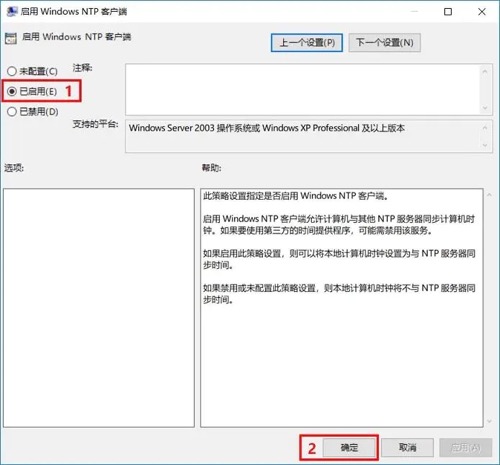 启用 Windows NTP 客户端
启用 Windows NTP 客户端
上一个设置(P)
下一个设置(N)
未配置(C)
注释:
已启用(E)
1
已禁用(D)
支持的平台:
Windows Server 2003 操作系统或 Windows XP Professional 及以上版本
选项:
帮助:
此策略设置指定是否启用 Windows NTP 客户端。
启用 Windows NTP 客户端允许计算机与其他 NTP 服务器同步计算机时
钟。如果要使用第三方的时间提供程序，可能需禁用该服务。
如果启用此策略设置，则可以将本地计算机时钟设置为与 NTP 服务器同
步时间。
如果禁用或未配置此策略设置，则本地计算机时钟将不与 NTP 服务器同
步时间。
2
确定
取消
应用(A)